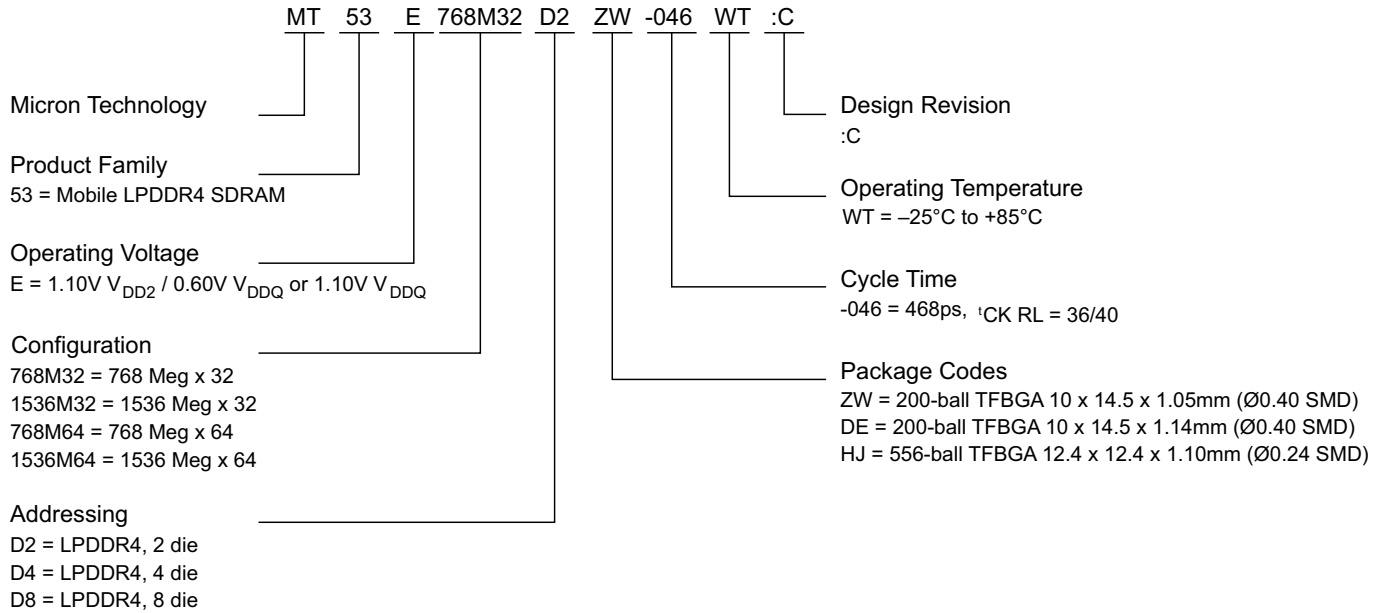 MT 53 E 768M32 D2 ZW -046 WT :C
Micron Technology
Product Family
53 = Mobile LPDDR4 SDRAM
Operating Voltage
E = 1.10V VDD2 / 0.60V VDDQ or 1.10V VDDQ
Configuration
768M32 = 768 Meg x 32
1536M32 = 1536 Meg x 32
768M64 = 768 Meg x 64
1536M64 = 1536 Meg x 64
Addressing
D2 = LPDDR4, 2 die
D4 = LPDDR4, 4 die
D8 = LPDDR4, 8 die
Design Revision
:C
Operating Temperature
WT = –25°C to +85°C
Cycle Time
-046 = 468ps, tCK RL = 36/40
Package Codes
ZW = 200-ball TFBGA 10 x 14.5 x 1.05mm (Ø0.40 SMD)
DE = 200-ball TFBGA 10 x 14.5 x 1.14mm (Ø0.40 SMD)
HJ = 556-ball TFBGA 12.4 x 12.4 x 1.10mm (Ø0.24 SMD)